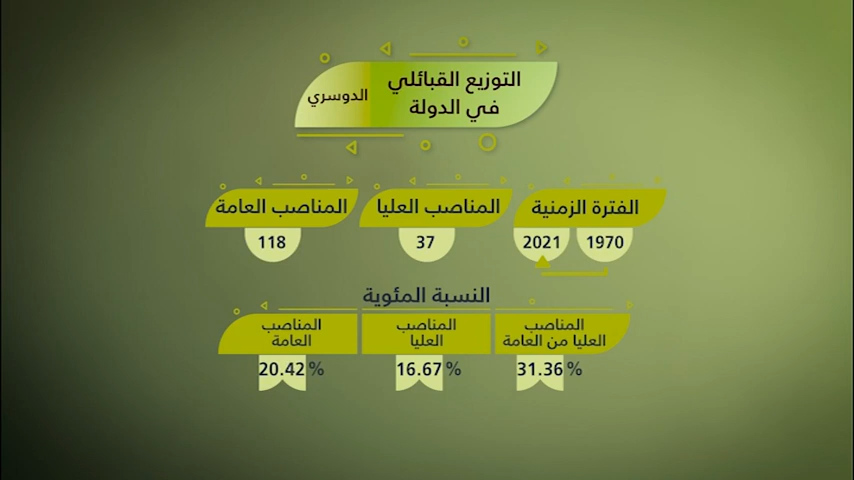 التوزيع القبائلي
في الدولة
الدوسري
الفترة الزمنية
1970
2021
المناصب العليا
37
المناصب العامة
118
النسبة المئوية
المناصب
العليا من العامة
31.36 %
المناصب
العليا
16.67 %
المناصب
العامة
20.42 %